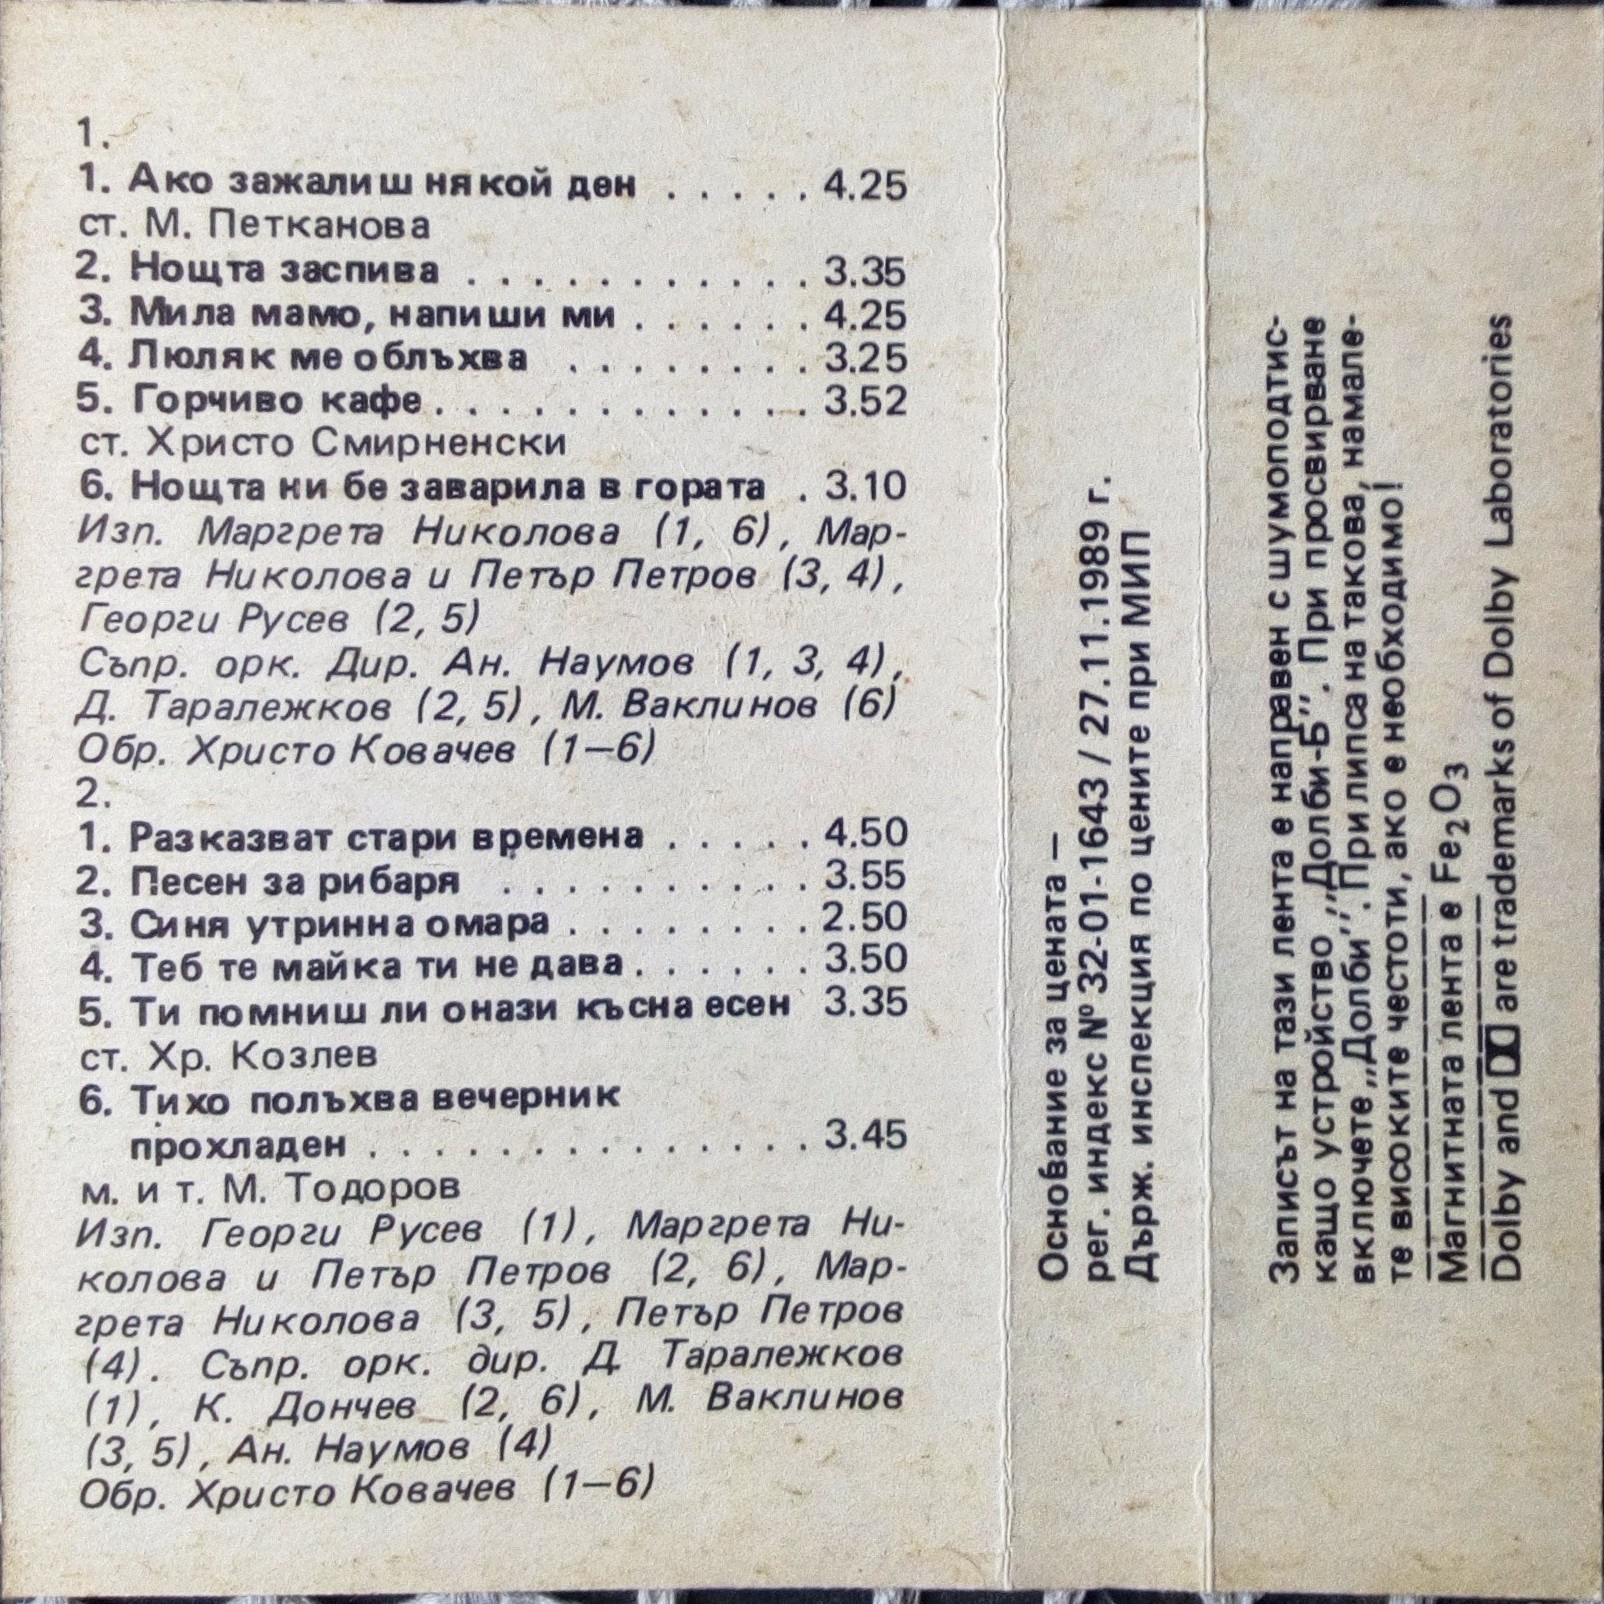 1.
1. Ако зажалиш някой ден . . . . . 4.25
ст. М. Петканова
2. Нощта заспива . . . . . . . . . . . . 3.35
3. Мила мамо, напиши ми . . . . . . 4.25
4. Люляк ме облъхва . . . . . . . . 3.25
5. Горчиво кафе. . . . . . . . . . . . . 3.52
ст. Христо Смирненски
6. Нощта ни бе заварила в гората . 3.10
Изп. Маргрета Николова (1, 6), Мар-
грета Николова и Петър Петров (3, 4),
Георги Русев (2, 5)
Съпр. орк. Дир. Ан. Наумов (1, 3, 4),
Д. Таралежков (2, 5), М. Ваклинов (6)
Обр. Христо Ковачев (1—6)
2.
1. Разказват стари времена . . . . . 4.50
2. Песен за рибаря . . . . . . . . . . 3.55
3. Синя утринна омара . . . . . . . . 2.50
4. Теб те майка ти не дава. . . . . . 3.50
5. Ти помниш ли онази късна есен 3.35
ст. Хр. Козлев
6. Тихо полъхва вечерник
прохладен . . . . . . . . . . . . . . 3.45
м. и т. М. Тодоров
Изп. Георги Русев (1), Маргрета Ни-
колова и Петър Петров (2, 6), Мар-
грета Николова (3, 5), Петър Петров
(4). Съпр. орк. дир. Д. Таралежков
(1), К. Дончев (2, 6), М. Ваклинов
(3, 5), Ан. Наумов (4)
Обр. Христо Ковачев (1—6)
Основание за цената —
рег. индекс № 32-01-1643 / 27.11.1989 г.
Държ. инспекция по цените при МИП
Записът на тази лента е направен с шумоподтис-
кащо устройство „Долби-Б”. При просвирване
включете „Долби”. При липса на такова, намале-
те високите честоти, ако е необходимо!
Магнитната лента е Fe2O3
Dolby and are trademarks of Dolby Laboratories